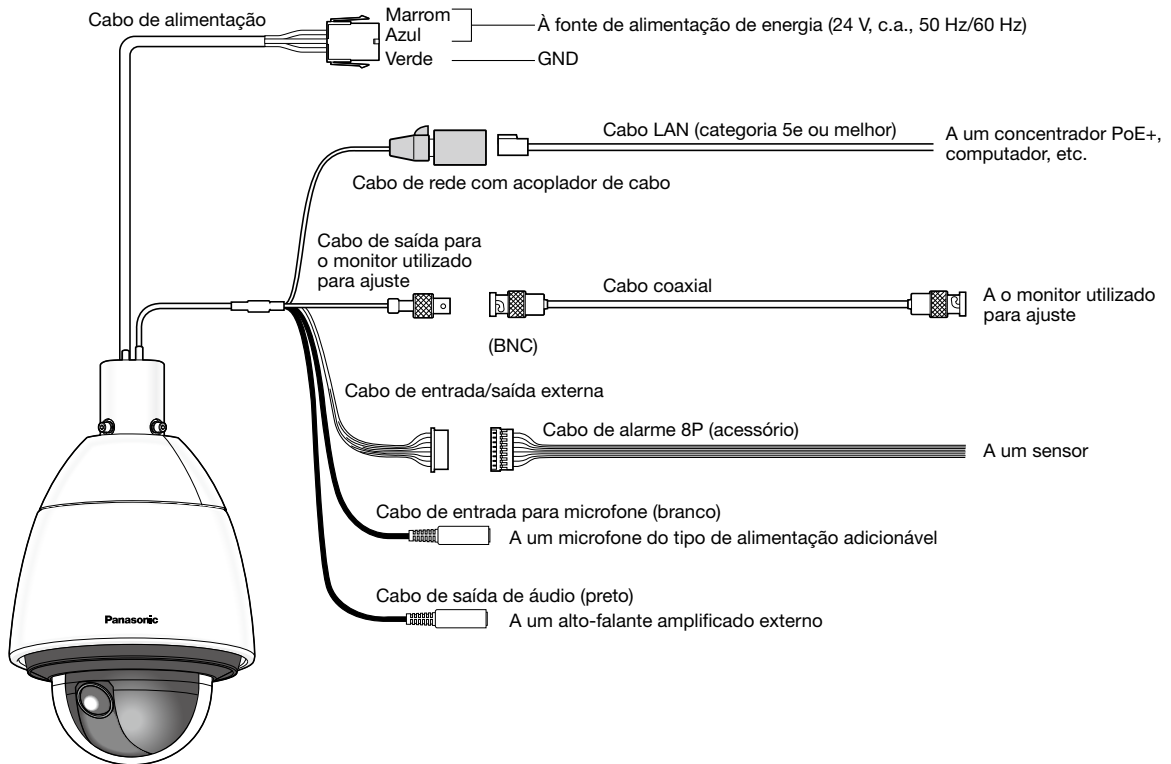 Cabo de alimentação
Marrom
Azul
Verde
À fonte de alimentação de energia (24 V, c.a., 50 Hz/60 Hz)
GND
Cabo LAN (categoria 5e ou melhor)
A um concentrador PoE+,
computador, etc.
Cabo de rede com acoplador de cabo
Cabo de saída para
o monitor utilizado
para ajuste
Cabo coaxial
A o monitor utilizado
para ajuste
(BNC)
Cabo de entrada/saída externa
Cabo de alarme 8P (acessório)
A um sensor
Cabo de entrada para microfone (branco)
A um microfone do tipo de alimentação adicionável
Cabo de saída de áudio (preto)
A um alto-falante amplificado externo
Panasonic